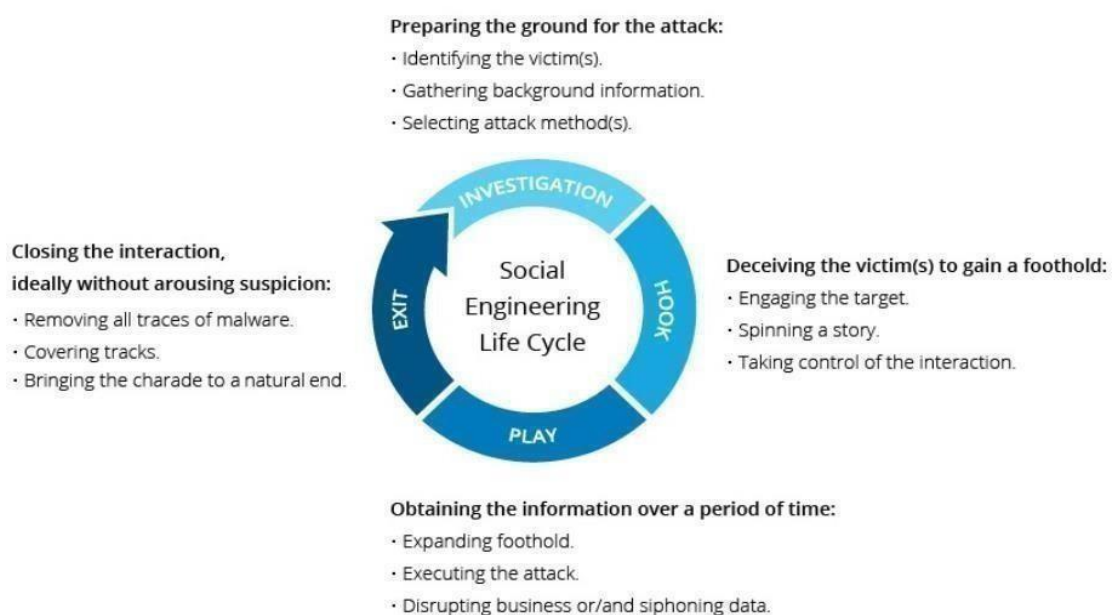 Preparing the ground for the attack:
· Identifying the victim(s).
· Gathering background information.
· Selecting attack method(s).
INVESTIGATION
Closing the interaction,
ideally without arousing suspicion:
· Removing all traces of malware.
· Covering tracks.
· Bringing the charade to a natural end.
EXIT
Social
Engineering
Life Cycle
HOOK
Deceiving the victim(s) to gain a foothold:
· Engaging the target.
· Spinning a story.
· Taking control of the interaction.
PLAY
Obtaining the information over a period of time:
· Expanding foothold.
· Executing the attack.
· Disrupting business or/and siphoning data.